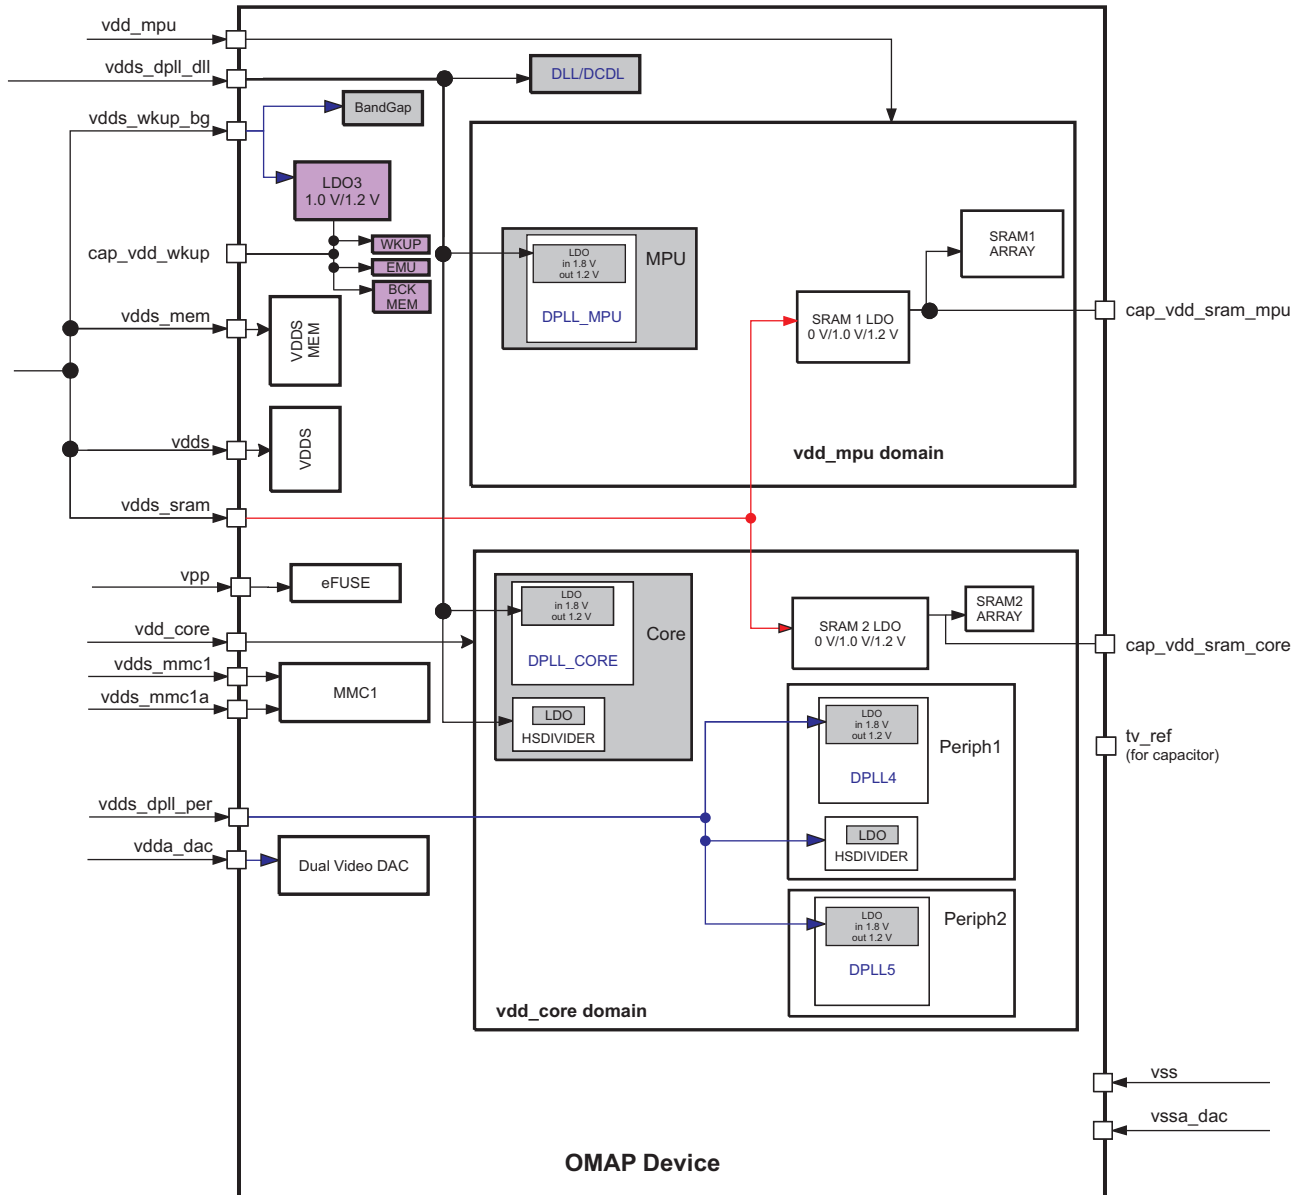 vdd_mpu
vdds_dpll_dll
DLL/DCDL
vdds_wkup_bg
BandGap
LDO3
1.0 V/1.2 V
cap_vdd_wkup
WKUP
EMU
BCK
MEM
vdds_mem
VDDS
MEM
vdds
VDDS
vdds_sram
LDO
in 1.8 V
out 1.2 V
MPU
DPLL_MPU
SRAM1
ARRAY
SRAM 1 LDO
0 V/1.0 V/1.2 V
cap_vdd_sram_mpu
vdd_mpu domain
vpp
eFUSE
vdd_core
vdds_mmc1
vdds_mmc1a
MMC1
LDO
in 1.8 V
out 1.2 V
Core
DPLL_CORE
LDO
HSDIVIDER
SRAM 2 LDO
0 V/1.0 V/1.2 V
SRAM2
ARRAY
cap_vdd_sram_core
LDO
in 1.8 V
out 1.2 V
Periph1
DPLL4
LDO
HSDIVIDER
tv_ref
(for capacitor)
vdds_dpll_per
vdda_dac
Dual Video DAC
LDO
in 1.8 V
out 1.2 V
Periph2
DPLL5
vdd_core domain
vss
vssa_dac
OMAP Device